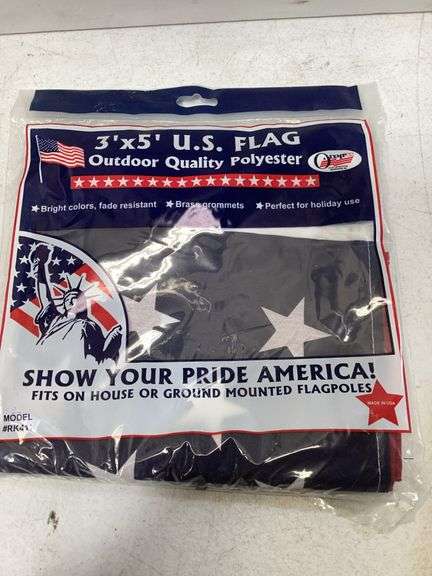 3'x5' U.S. FLAG
Outdoor Quality Polyester
Bright colors, fade resistant Brass grommets Perfect for holiday use
SHOW YOUR PRIDE AMERICA!
FITS ON HOUSE OR GROUND MOUNTED FLAGPOLES
MADE IN USA
MODEL